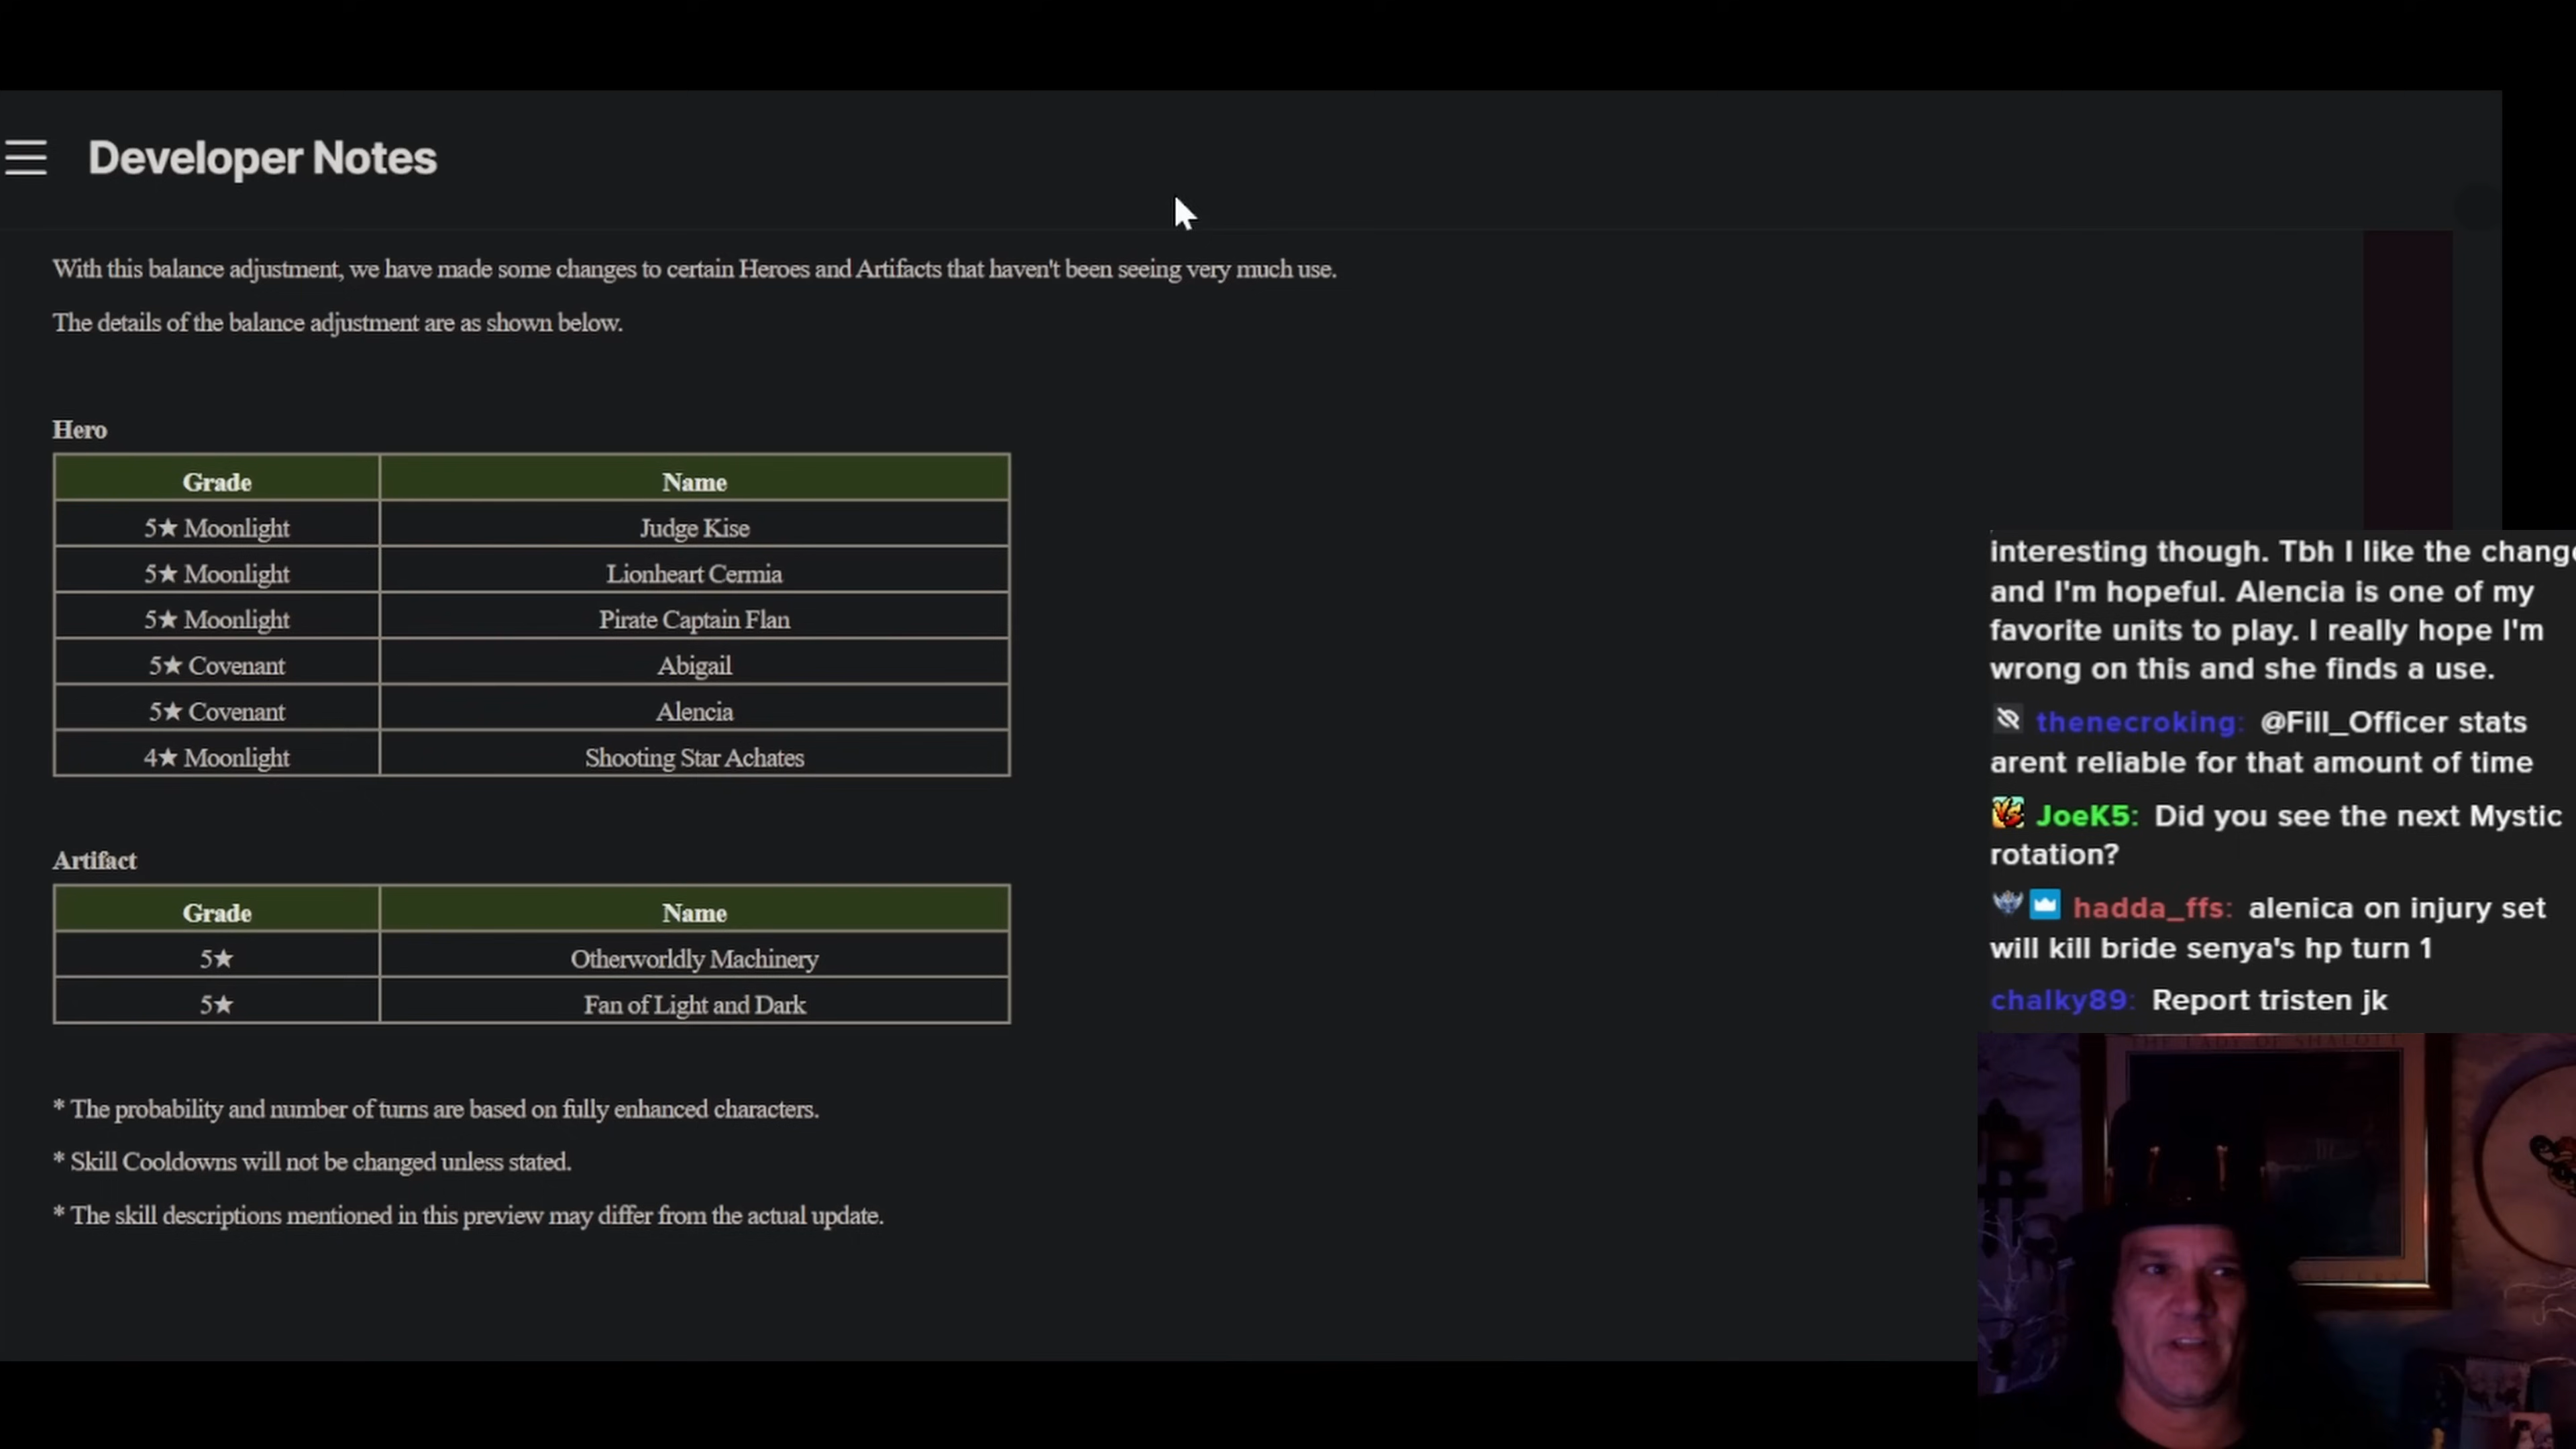 Developer Notes
With this balance adjustment, we have made some changes to certain Heroes and Artifacts that haven't been seeing very much use.
The details of the balance adjustment are as shown below.
Hero
Grade Name
5★ Moonlight Judge Kise
5★ Moonlight Lionheart Cermia
5★ Moonlight Pirate Captain Flan
5★ Covenant Abigail
5★ Covenant Alencia
4★ Moonlight Shooting Star Achates
Artifact
Grade Name
5★ Otherworldly Machinery
5★ Fan of Light and Dark
* The probability and number of turns are based on fully enhanced characters.
* Skill Cooldowns will not be changed unless stated.
* The skill descriptions mentioned in this preview may differ from the actual update.
interesting though. Tbh I like the change
and I'm hopeful. Alencia is one of my
favorite units to play. I really hope I'm
wrong on this and she finds a use.
thenecroking: @Fill_Officer stats
arent reliable for that amount of time
VS JoeK5: Did you see the next Mystic
rotation?
hadda_ffs: alenica on injury set
will kill bride senya's hp turn 1
chalky89: Report tristen jk
THE LADY OF SHALOTT